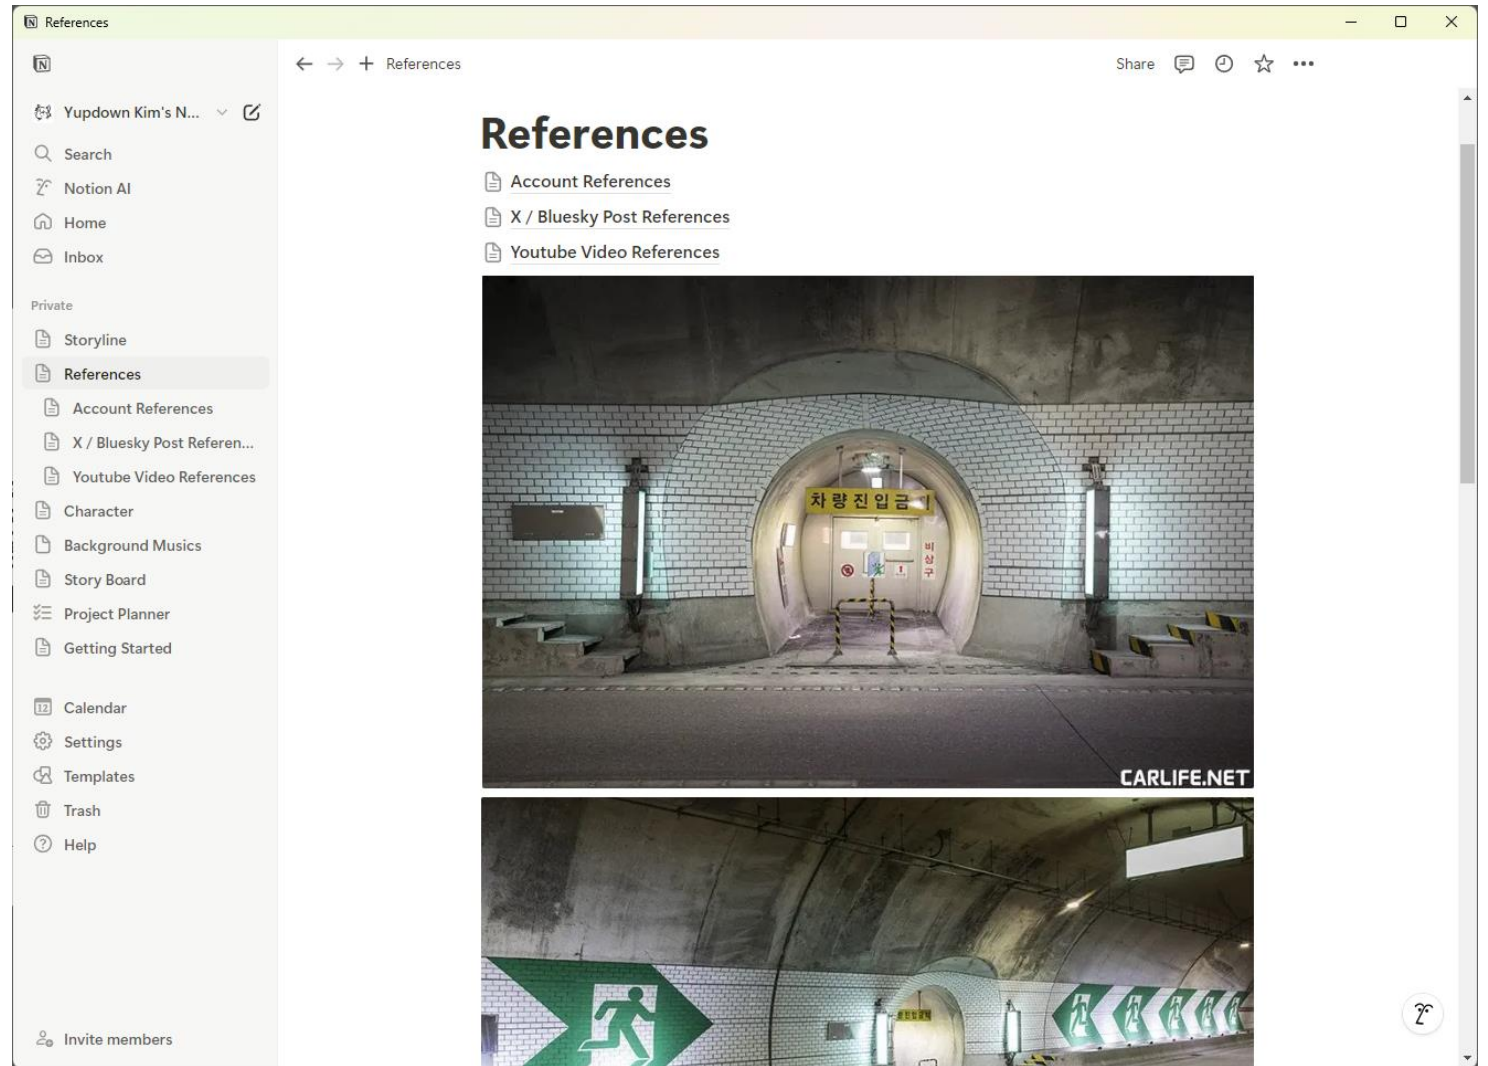 References
References
Share
Yupdown Kim's N...
Search
Notion AI
Home
Inbox
Private
Storyline
References
Account References
X / Bluesky Post Referen...
Youtube Video References
Character
Background Musics
Story Board
Project Planner
Getting Started
12
Calendar
Settings
Templates
Trash
Help
Invite members
References
Account References
X / Bluesky Post References
Youtube Video References
차량진입금지
비상구
CARLIFE.NET